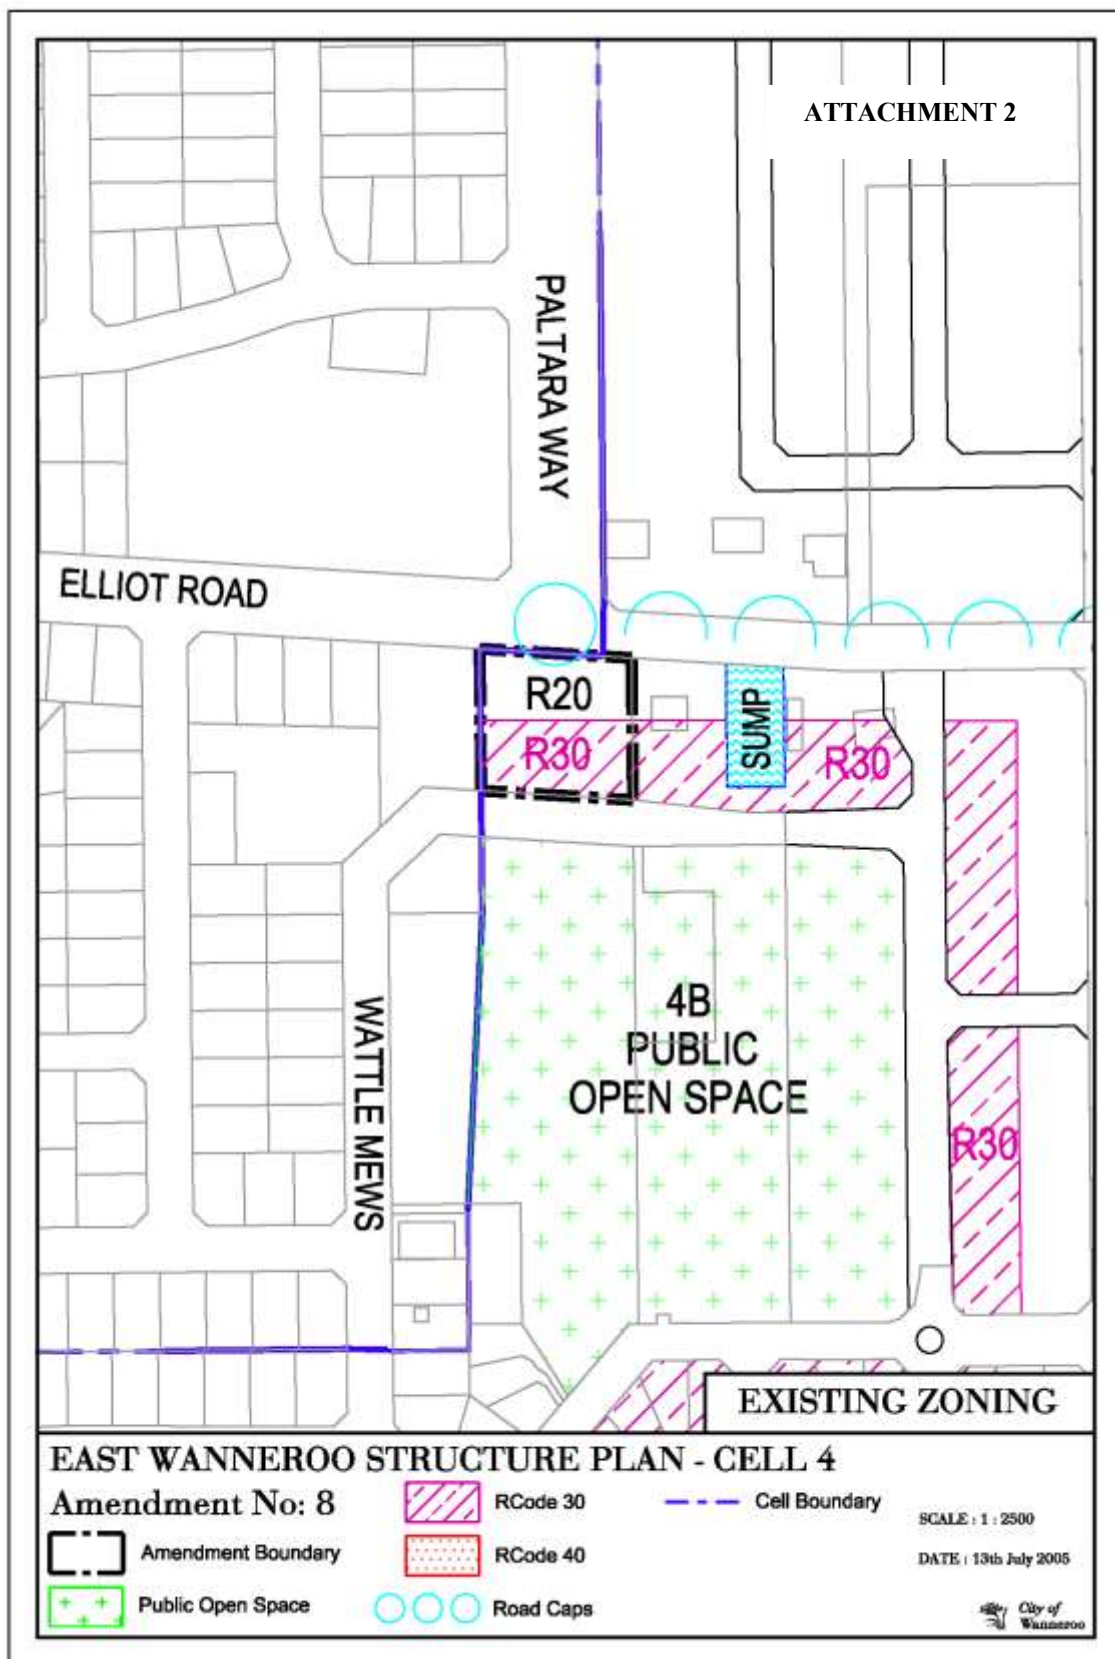 ATTACHMENT 2
PALTARA WAY
ELLIOT ROAD
R20
R30
SUMP
R30
4B
PUBLIC
OPEN SPACE
WATTLE MEWS
R30
EXISTING ZONING
EAST WANNEROO STRUCTURE PLAN - CELL 4
Amendment No: 8
RCode 30
Cell Boundary
SCALE : 1 : 2500
Amendment Boundary
RCode 40
DATE : 13th July 2005
Public Open Space
Road Caps
City of
Wanneroo